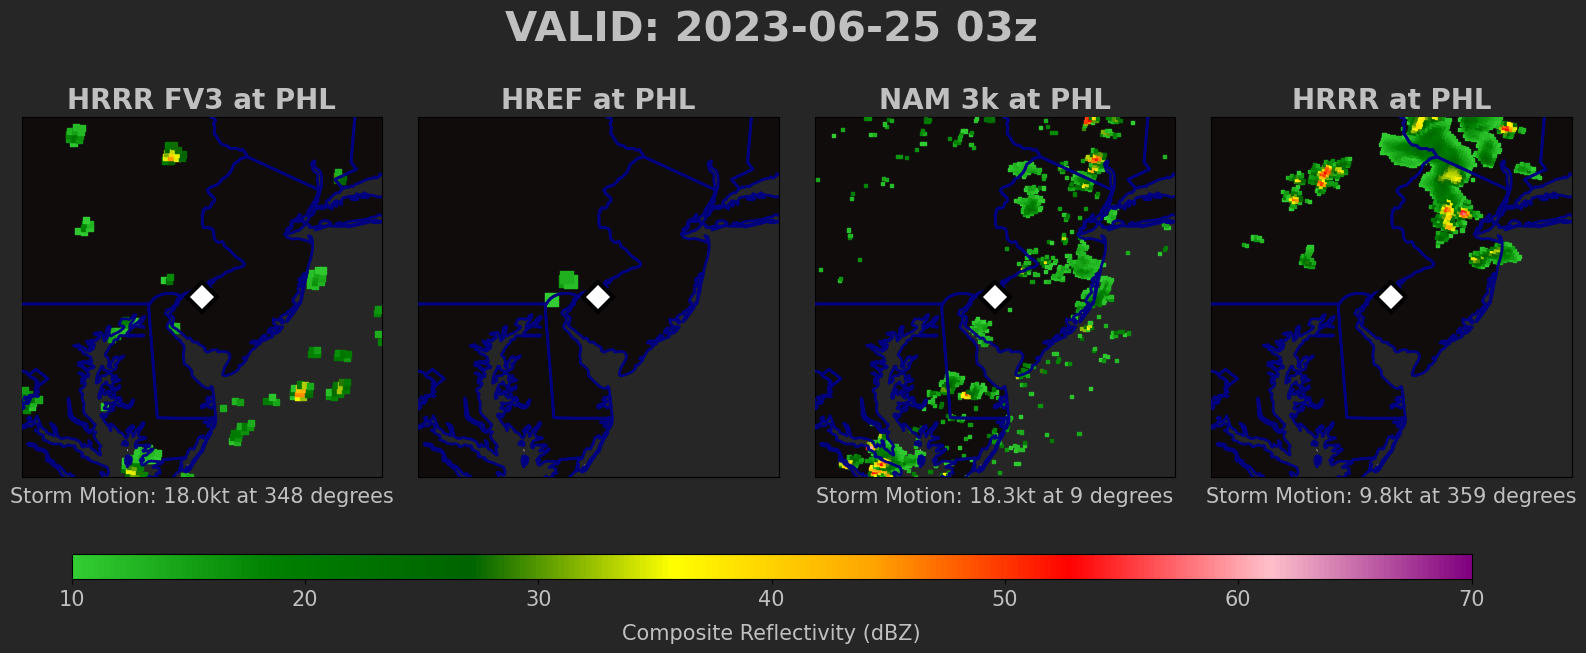 VALID: 2023-06-25 03z
HRRR FV3 at PHL
HREF at PHL
NAM 3k at PHL
HRRR at PHL
Storm Motion: 18.0kt at 348 degrees
Storm Motion: 18.3kt at 9 degrees
Storm Motion: 9.8kt at 359 degrees
10 20 30 40 50 60 70
Composite Reflectivity (dBZ)